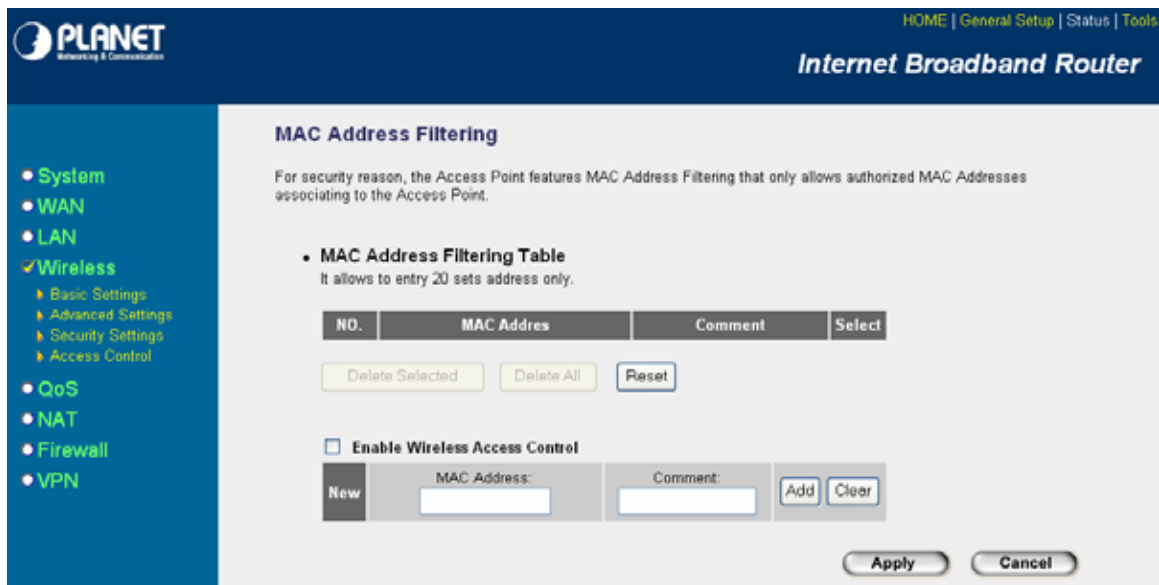 PLANET
Networking & Communication
HOME | General Setup | Status | Tools
Internet Broadband Router
System
WAN
LAN
Wireless
Basic Settings
Advanced Settings
Security Settings
Access Control
QoS
NAT
Firewall
VPN
MAC Address Filtering
For security reason, the Access Point features MAC Address Filtering that only allows authorized MAC Addresses
associating to the Access Point.
MAC Address Filtering Table
It allows to entry 20 sets address only.
NO. MAC Addres Comment Select
Delete Selected Delete All Reset
Enable Wireless Access Control
New MAC Address: Comment: Add Clear
Apply Cancel